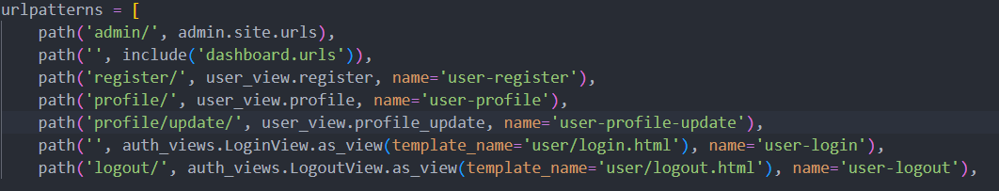 urlpatterns = [
    path('admin/', admin.site.urls),
    path('', include('dashboard.urls')),
    path('register/', user_view.register, name='user-register'),
    path('profile/', user_view.profile, name='user-profile'),
    path('profile/update/', user_view.profile_update, name='user-profile-update'),
    path('', auth_views.LoginView.as_view(template_name='user/login.html'), name='user-login'),
    path('logout/', auth_views.LogoutView.as_view(template_name='user/logout.html'), name='user-logout'),